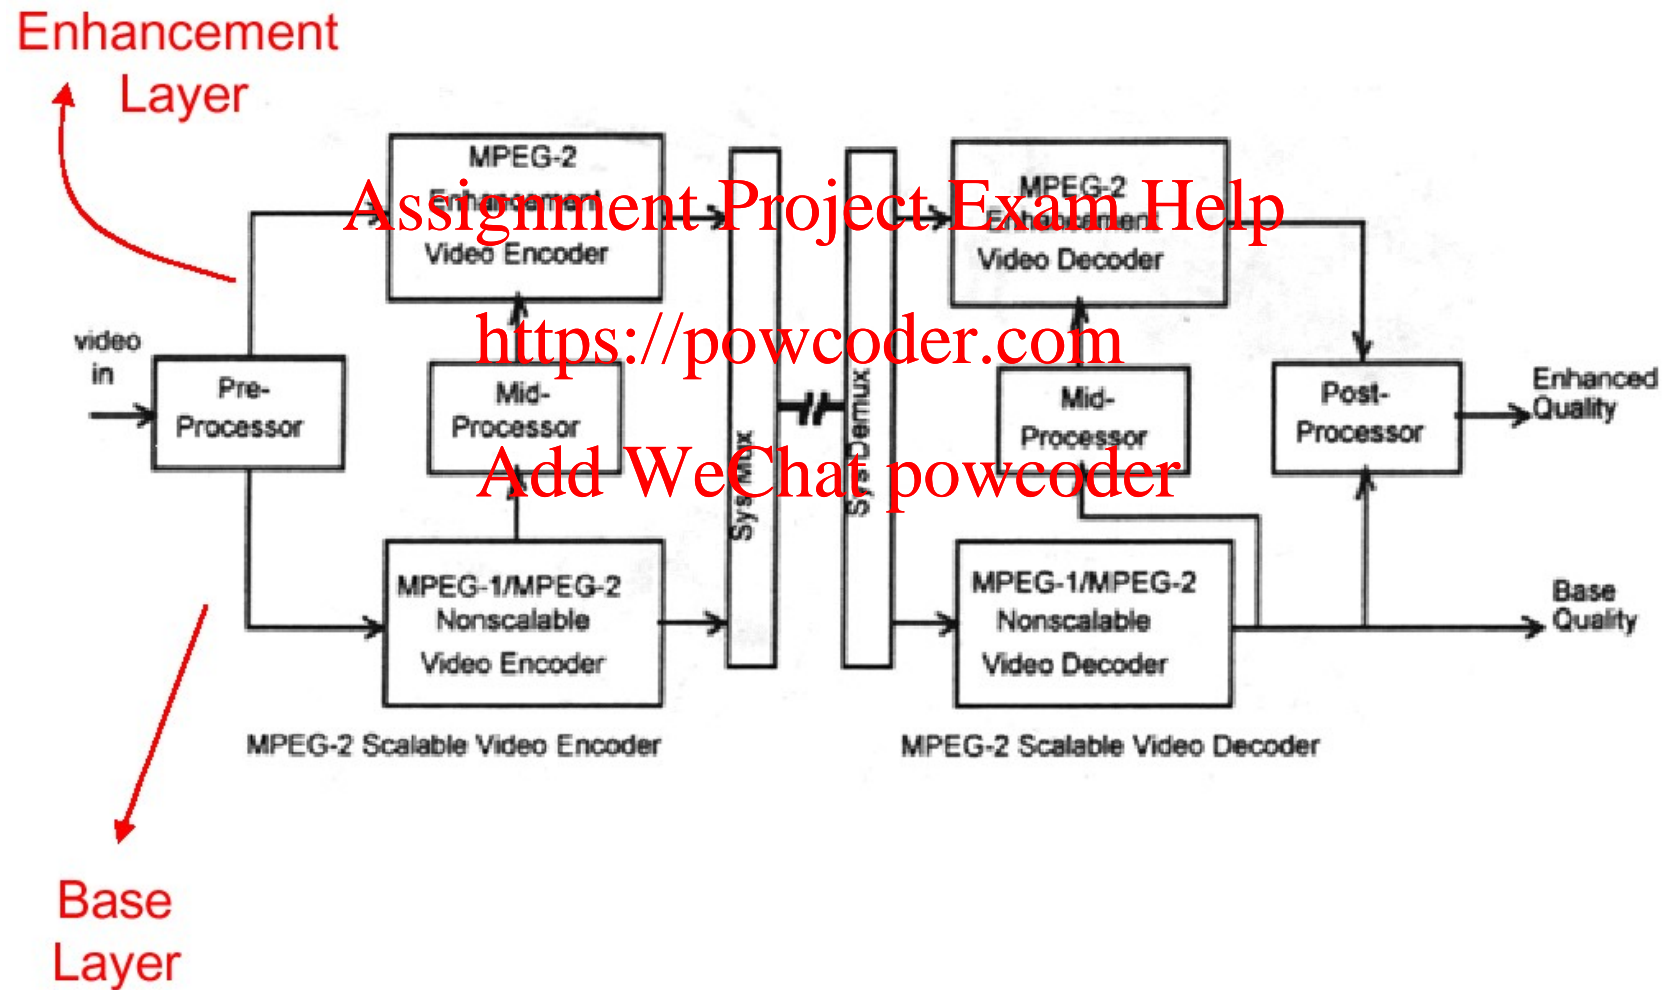 Enhancement
Layer
MPEG-2
Enhancement
Video Encoder
MPEG-2
Enhancement
Video Decoder
Assignment Project Exam Help
https://powcoder.com
Add WeChat powcoder
video
in
Pre-
Processor
Mid-
Processor
Sys Mux
Sys Demux
Mid-
Processor
Post-
Processor
Enhanced
Quality
MPEG-1/MPEG-2
Nonscalable
Video Encoder
MPEG-1/MPEG-2
Nonscalable
Video Decoder
Base
Quality
MPEG-2 Scalable Video Encoder
MPEG-2 Scalable Video Decoder
Base
Layer